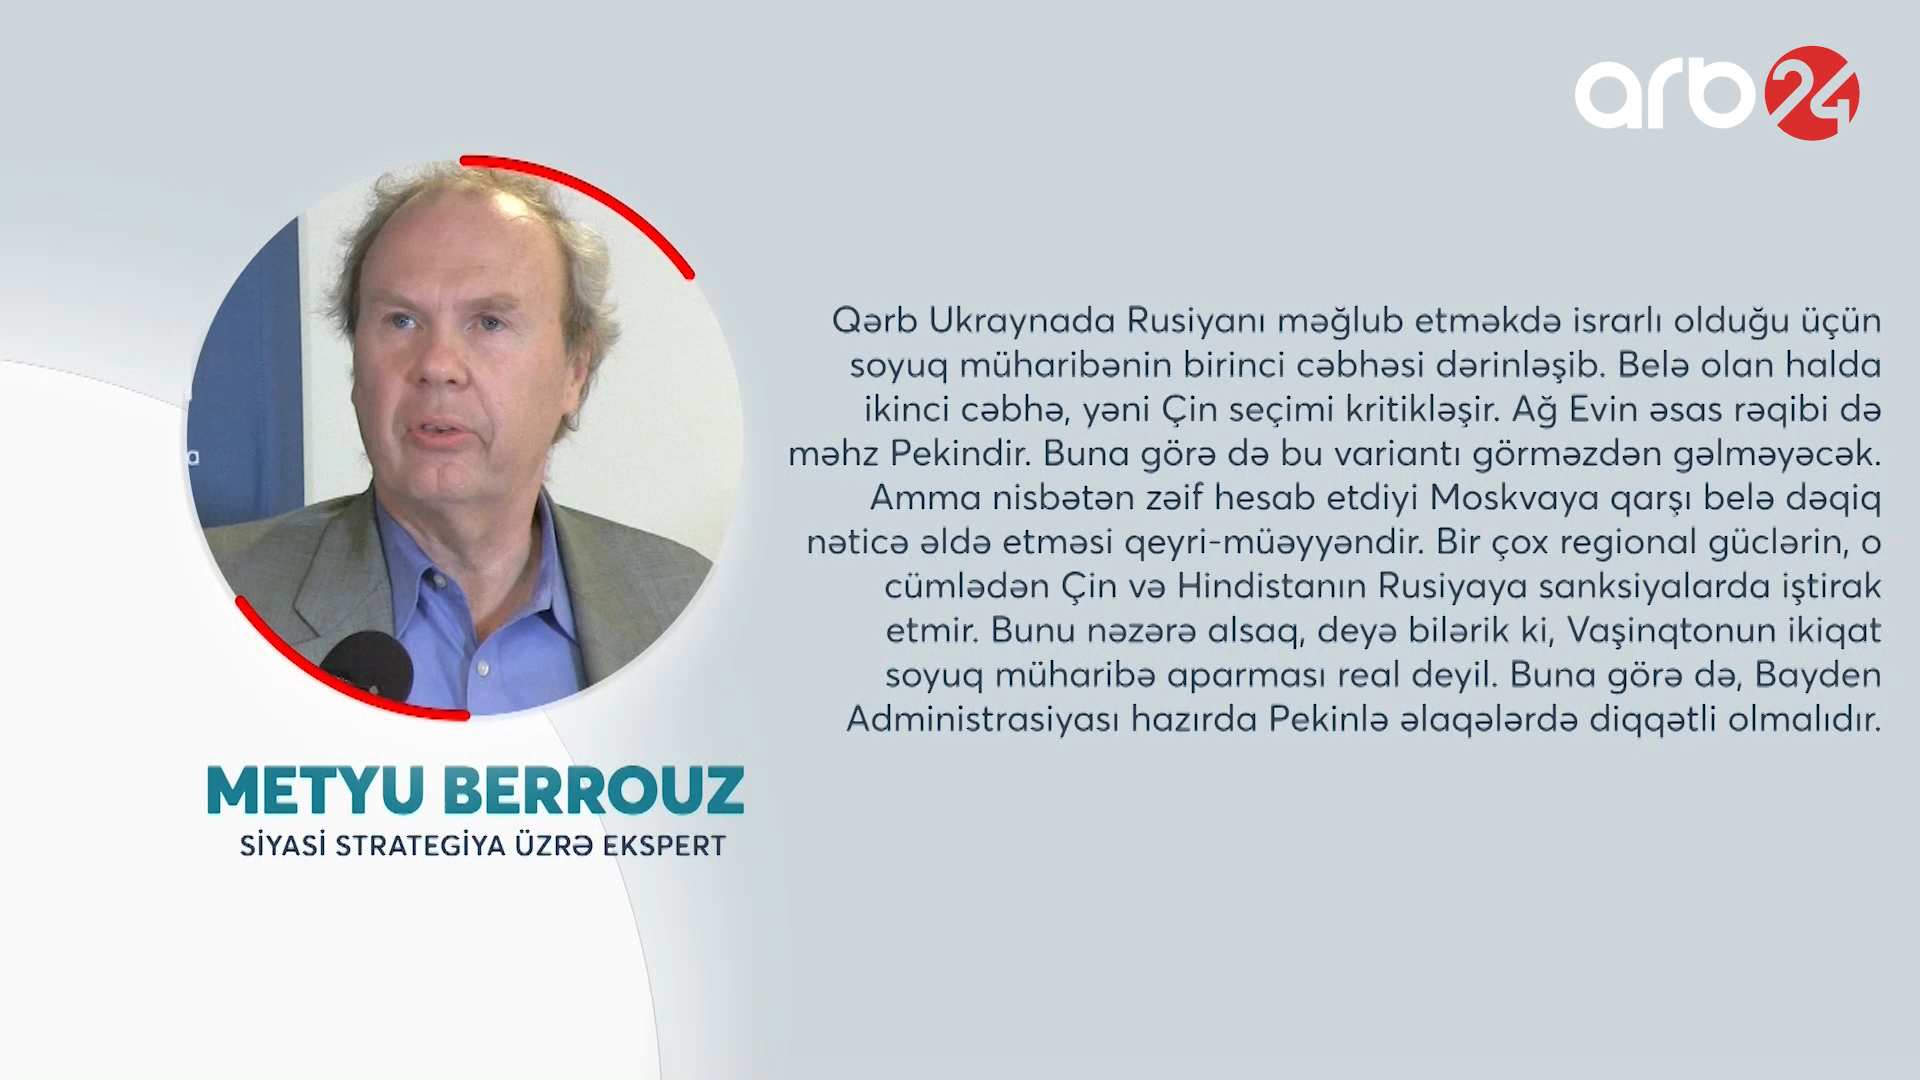 arb24
Qərb Ukraynada Rusiyanı məğlub etməkdə israrlı olduğu üçün
soyuq müharibənin birinci cəbhəsi dərinləşib. Belə olan halda
ikinci cəbhə, yəni Çin seçimi kritikləşir. Ağ Evin əsas rəqibi də
məhz Pekindir. Buna görə də bu variantı görməzdən gəlməyəcək.
Amma nisbətən zəif hesab etdiyi Moskvaya qarşı belə dəqiq
nəticə əldə etməsi qeyri-müəyyəndir. Bir çox regional güclərin, o
cümlədən Çin və Hindistanın Rusiyaya sanksiyalarda iştirak
etmir. Bunu nəzərə alsaq, deyə bilərik ki, Vaşinqtonun ikiqat
soyuq müharibə aparması real deyil. Buna görə də, Bayden
Administrasiyası hazırda Pekinlə əlaqələrdə diqqətli olmalıdır.
a
METYU BERROUZ
SİYASİ STRATEGİYA ÜZRƏ EKSPERT